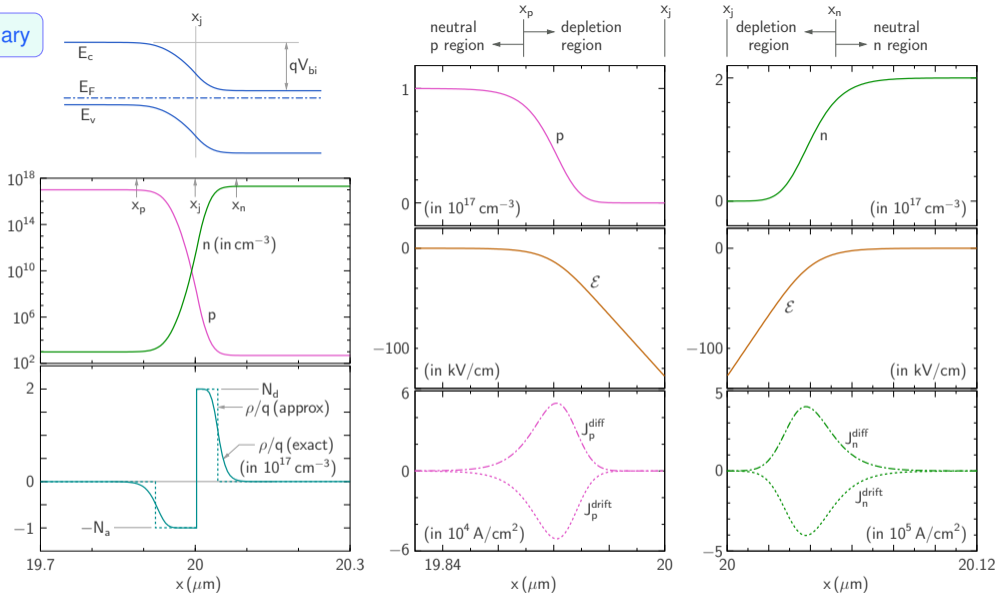 ary
x_j
E_c
qV_bi
E_F
E_v
10^18
10^14
10^10
10^6
10^2
x_p
x_j
x_n
n (in cm^−3)
p
2
1
0
−1
N_d
ρ/q (approx)
ρ/q (exact)
(in 10^17 cm^−3)
−N_a
19.7
20
20.3
x (μm)
neutral
p region
x_p
depletion
region
x_j
1
0
p
(in 10^17 cm^−3)
0
−100
ℰ
(in kV/cm)
6
0
−6
J_p^diff
J_p^drift
(in 10^4 A/cm^2)
19.84
20
x (μm)
x_j
depletion
region
x_n
neutral
n region
2
0
n
(in 10^17 cm^−3)
0
−100
ℰ
(in kV/cm)
5
0
−5
J_n^diff
J_n^drift
(in 10^5 A/cm^2)
20
20.12
x (μm)